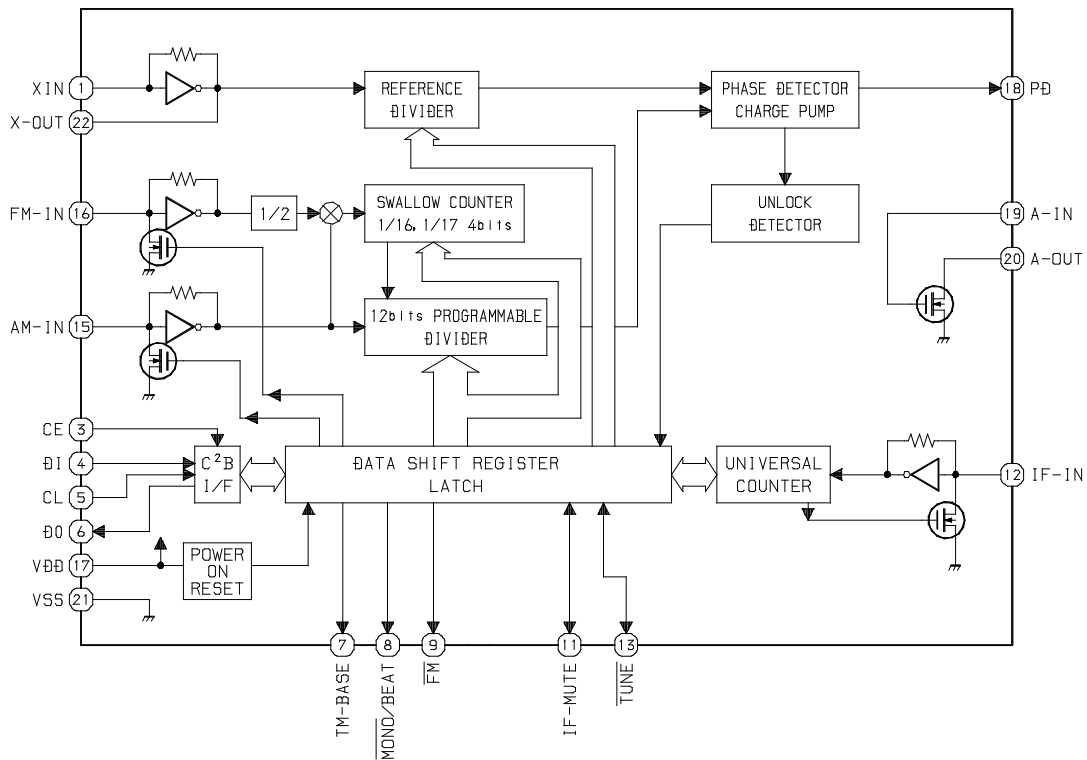 XIN 1
REFERENCE
DIVIDER
PHASE DETECTOR
CHARGE PUMP
18 PD
X-OUT 22
FM-IN 16
1/2
SWALLOW COUNTER
1/16, 1/17 4bits
UNLOCK
DETECTOR
19 A-IN
20 A-OUT
AM-IN 15
12bits PROGRAMMABLE
DIVIDER
CE 3
DI 4
CL 5
DO 6
C²B
I/F
DATA SHIFT REGISTER
LATCH
UNIVERSAL
COUNTER
12 IF-IN
VDD 17
POWER
ON
RESET
VSS 21
7
8
9
11
13
TM-BASE
MONO/BEAT
FM
IF-MUTE
TUNE